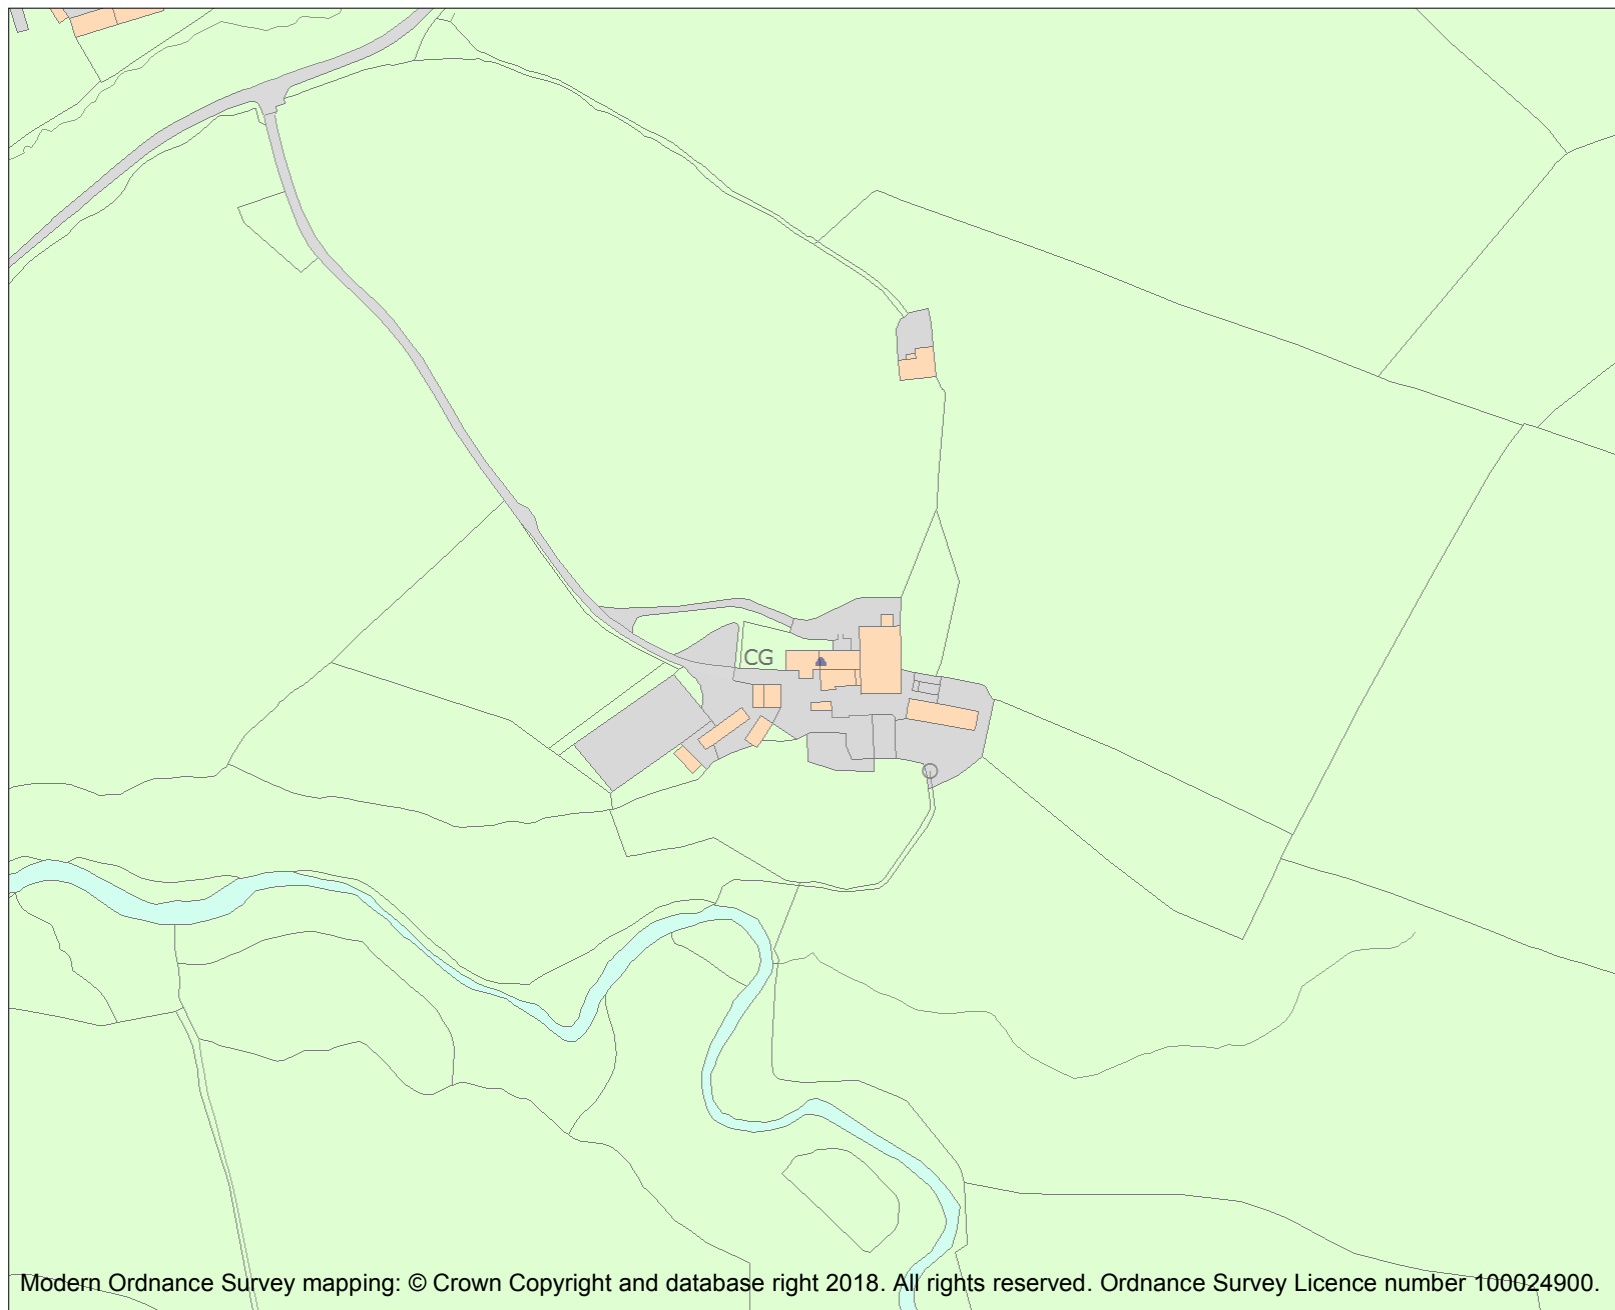 CG
Modern Ordnance Survey mapping: © Crown Copyright and database right 2018. All rights reserved. Ordnance Survey Licence number 100024900.